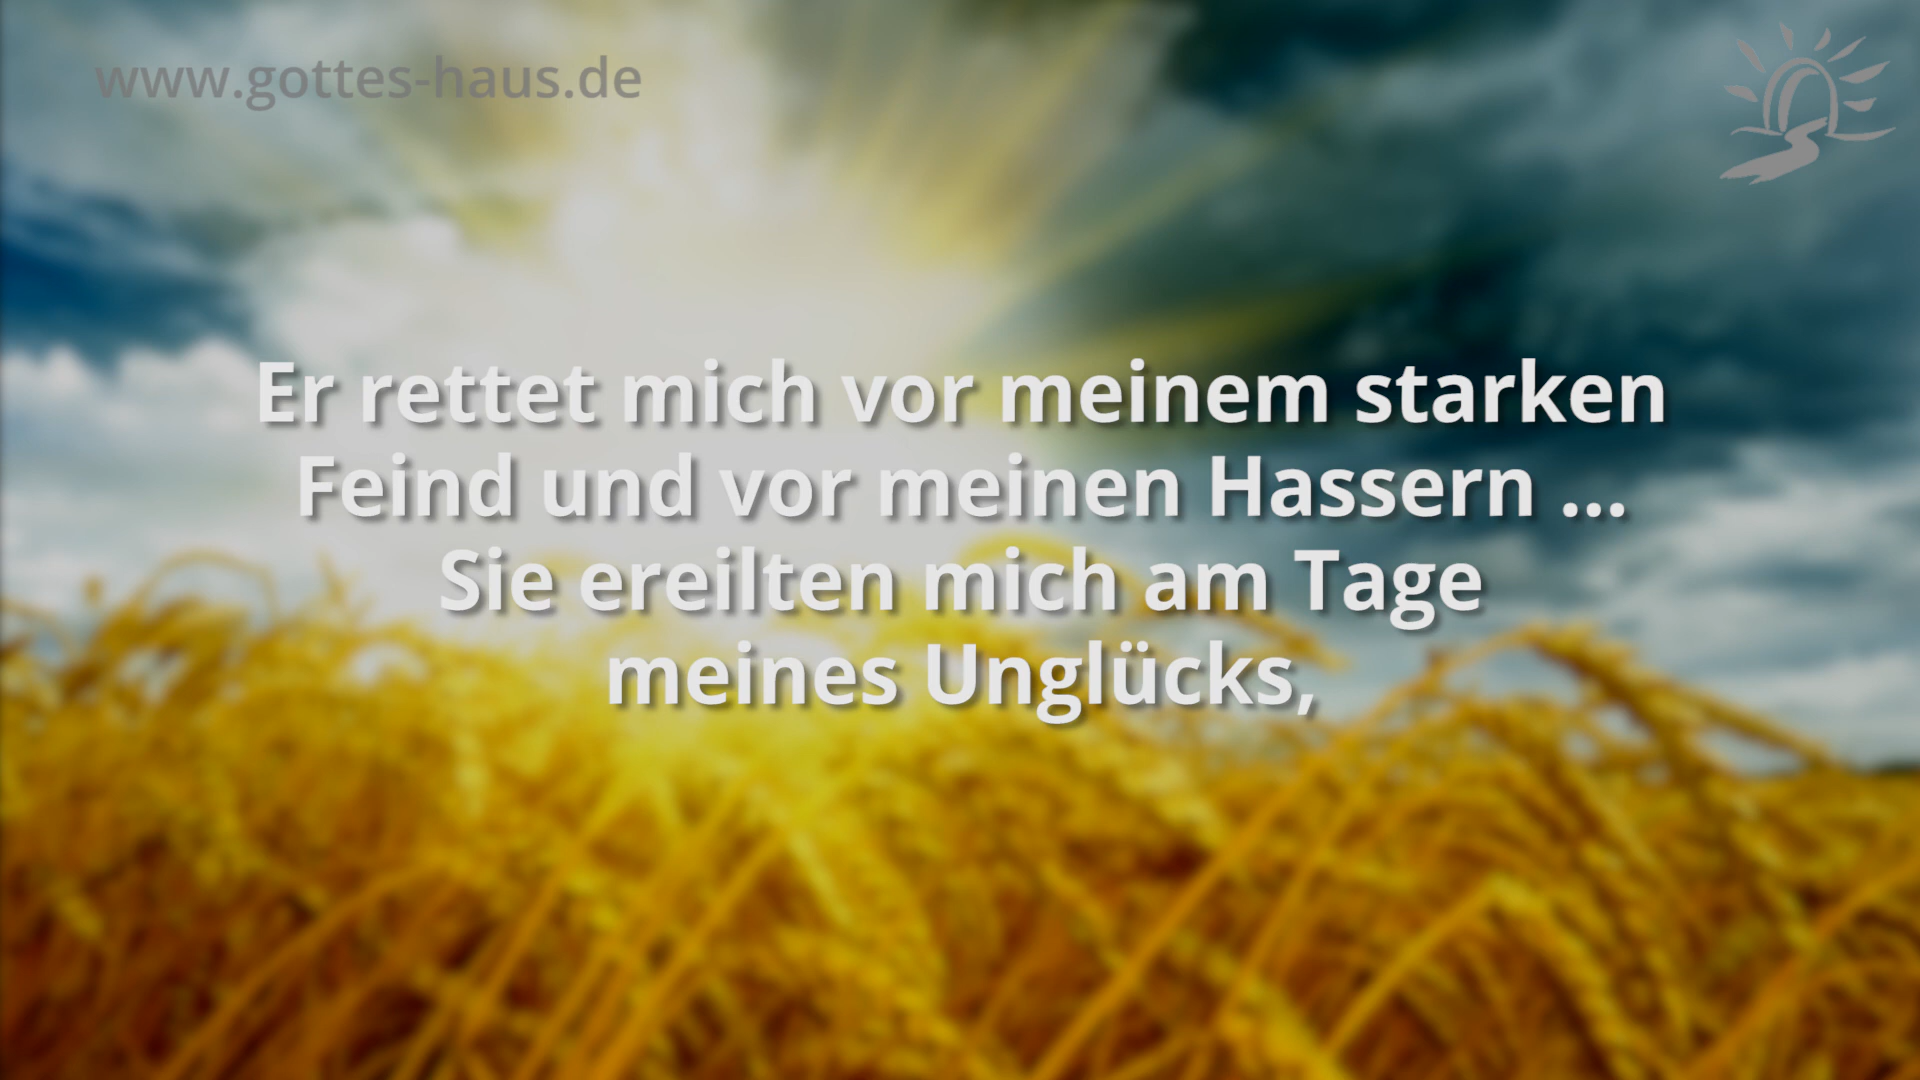 www.gottes-haus.de
Er rettet mich vor meinem starken
Feind und vor meinen Hassern ...
Sie ereilten mich am Tage
meines Unglücks,